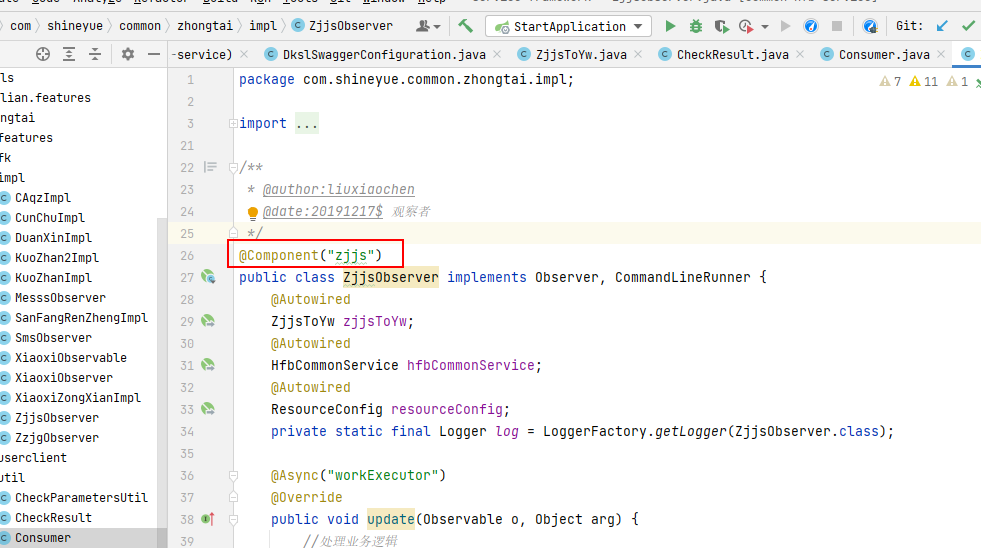 com shineyue common zhongtai impl ZjjsObserver StartApplication Git:
-service) DkslSwaggerConfiguration.java ZjjsToYw.java CheckResult.java Consumer.java
ls
lian.features
ngtai
features
fk
impl
CAqzImpl
CunChuImpl
DuanXinImpl
KuoZhan2Impl
KuoZhanImpl
MesssObserver
SanFangRenZhengImpl
SmsObserver
XiaoxiObservable
XiaoxiObserver
XiaoxiZongXianImpl
ZjjsObserver
ZzjgObserver
userclient
util
CheckParametersUtil
CheckResult
Consumer
7 11 1
1 package com.shineyue.common.zhongtai.impl;
2
3 import ...
21
22 /**
23 * @author:liuxiaochen
24 @date:20191217$ 观察者
25 */
26 @Component("zjjs")
27 public class ZjjsObserver implements Observer, CommandLineRunner {
28 @Autowired
29 ZjjsToYw zjjsToYw;
30 @Autowired
31 HfbCommonService hfbCommonService;
32 @Autowired
33 ResourceConfig resourceConfig;
34 private static final Logger log = LoggerFactory.getLogger(ZjjsObserver.class);
35
36 @Async("workExecutor")
37 @Override
38 public void update(Observable o, Object arg) {
39 //处理业务逻辑